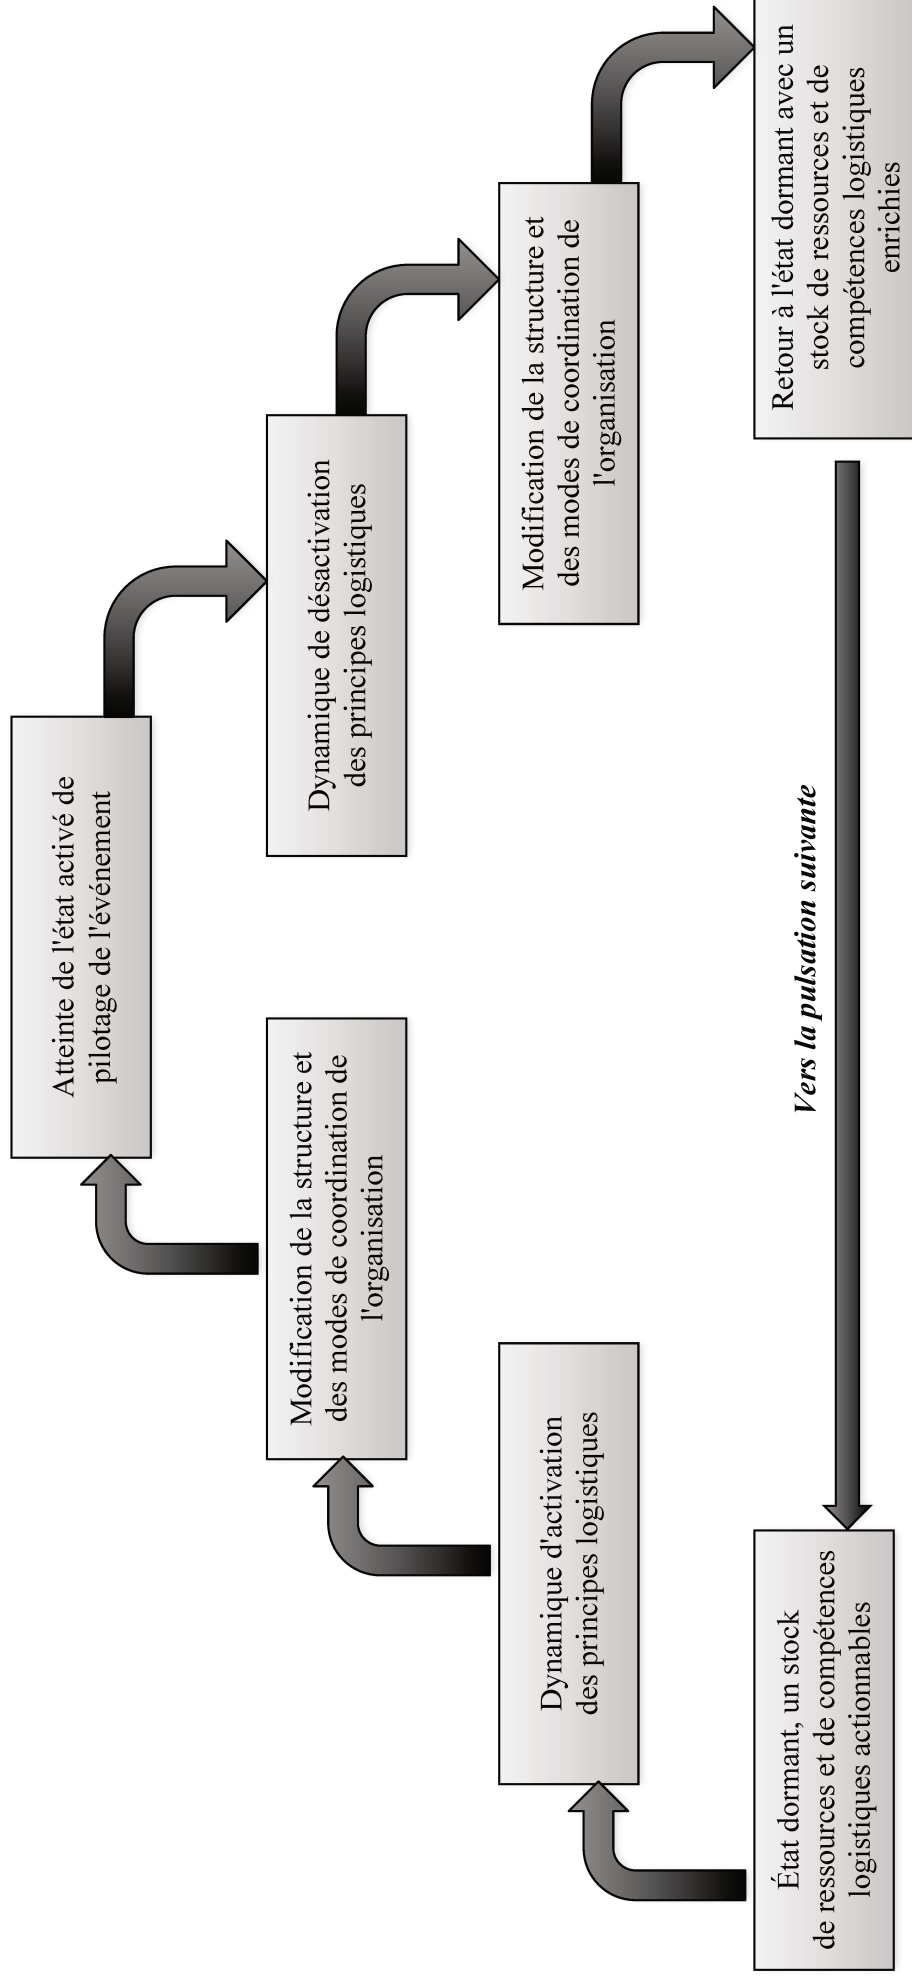 État dormant, un stock
de ressources et de compétences
logistiques actionnables
Dynamique d'activation
des principes logistiques
Modification de la structure et
des modes de coordination de
l'organisation
Atteinte de l'état activé de
pilotage de l'événement
Dynamique de désactivation
des principes logistiques
Modification de la structure et
des modes de coordination de
l'organisation
Retour à l'état dormant avec un
stock de ressources et de
compétences logistiques
enrichies
Vers la pulsation suivante